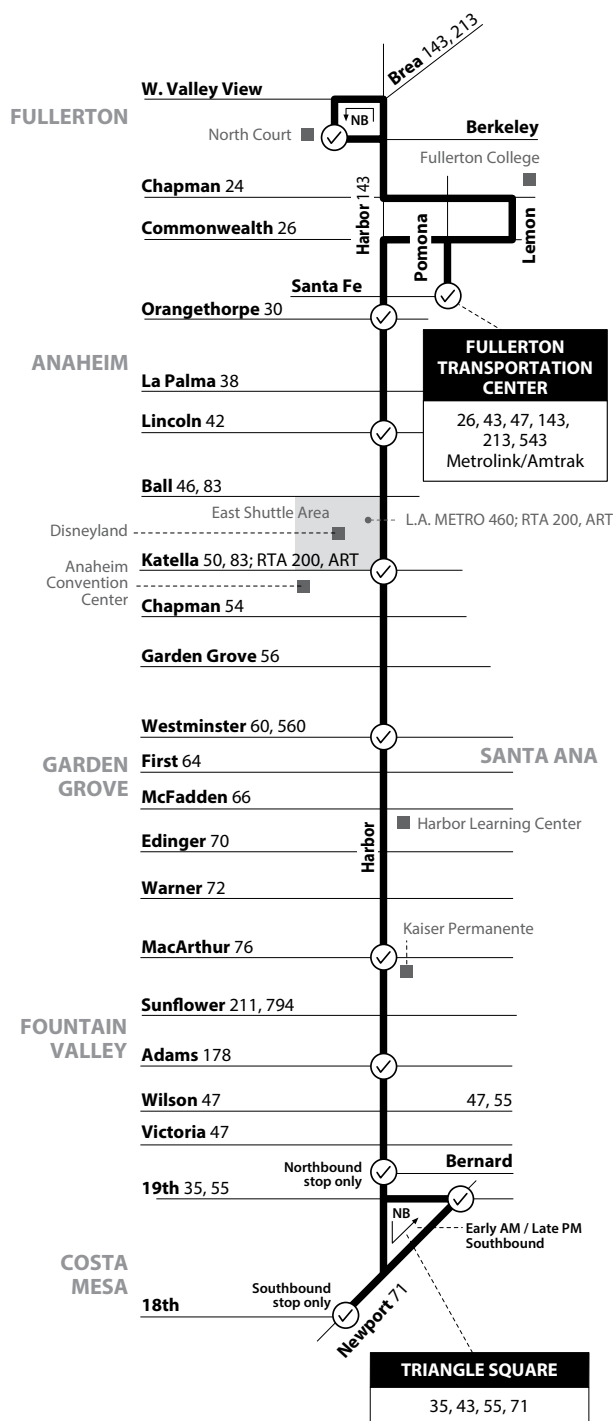 Brea 143, 213
W. Valley View
FULLERTON
NB
North Court
Berkeley
Fullerton College
Chapman 24
Harbor 143
Commonwealth 26
Pomona
Lemon
Santa Fe
Orangethorpe 30
FULLERTON
TRANSPORTATION
CENTER
26, 43, 47, 143,
213, 543
Metrolink/Amtrak
ANAHEIM
La Palma 38
Lincoln 42
Ball 46, 83
East Shuttle Area
L.A. METRO 460; RTA 200, ART
Disneyland
Katella 50, 83; RTA 200, ART
Anaheim
Convention
Center
Chapman 54
Garden Grove 56
Westminster 60, 560
SANTA ANA
GARDEN
GROVE
First 64
McFadden 66
Harbor Learning Center
Harbor
Edinger 70
Warner 72
Kaiser Permanente
MacArthur 76
Sunflower 211, 794
FOUNTAIN
VALLEY
Adams 178
Wilson 47
47, 55
Victoria 47
Northbound
stop only
Bernard
19th 35, 55
NB
Early AM / Late PM
Southbound
COSTA
MESA
Southbound
stop only
18th
Newport 71
TRIANGLE SQUARE
35, 43, 55, 71